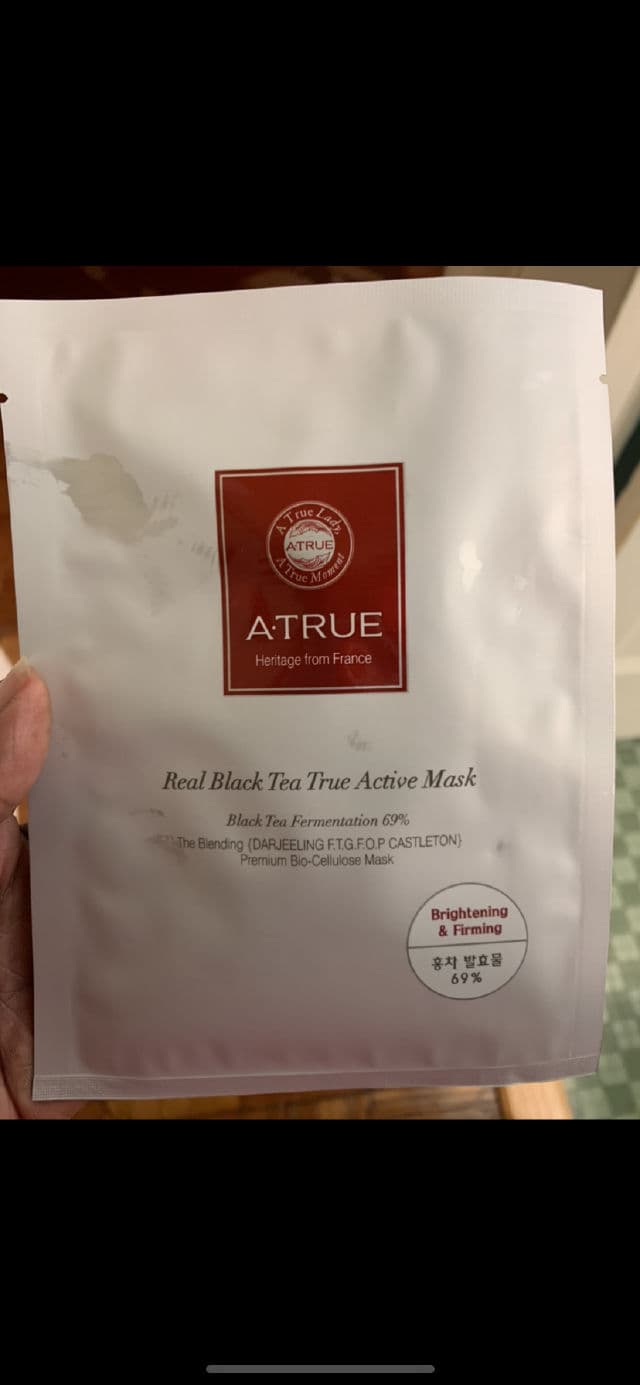 A True Lady,
A·TRUE
A True Moment
A·TRUE
Heritage from France
Real Black Tea True Active Mask
Black Tea Fermentation 69%
The Blending {DARJEELING F.T.G.F.O.P CASTLETON}
Premium Bio-Cellulose Mask
Brightening
& Firming
홍차 발효물
69%